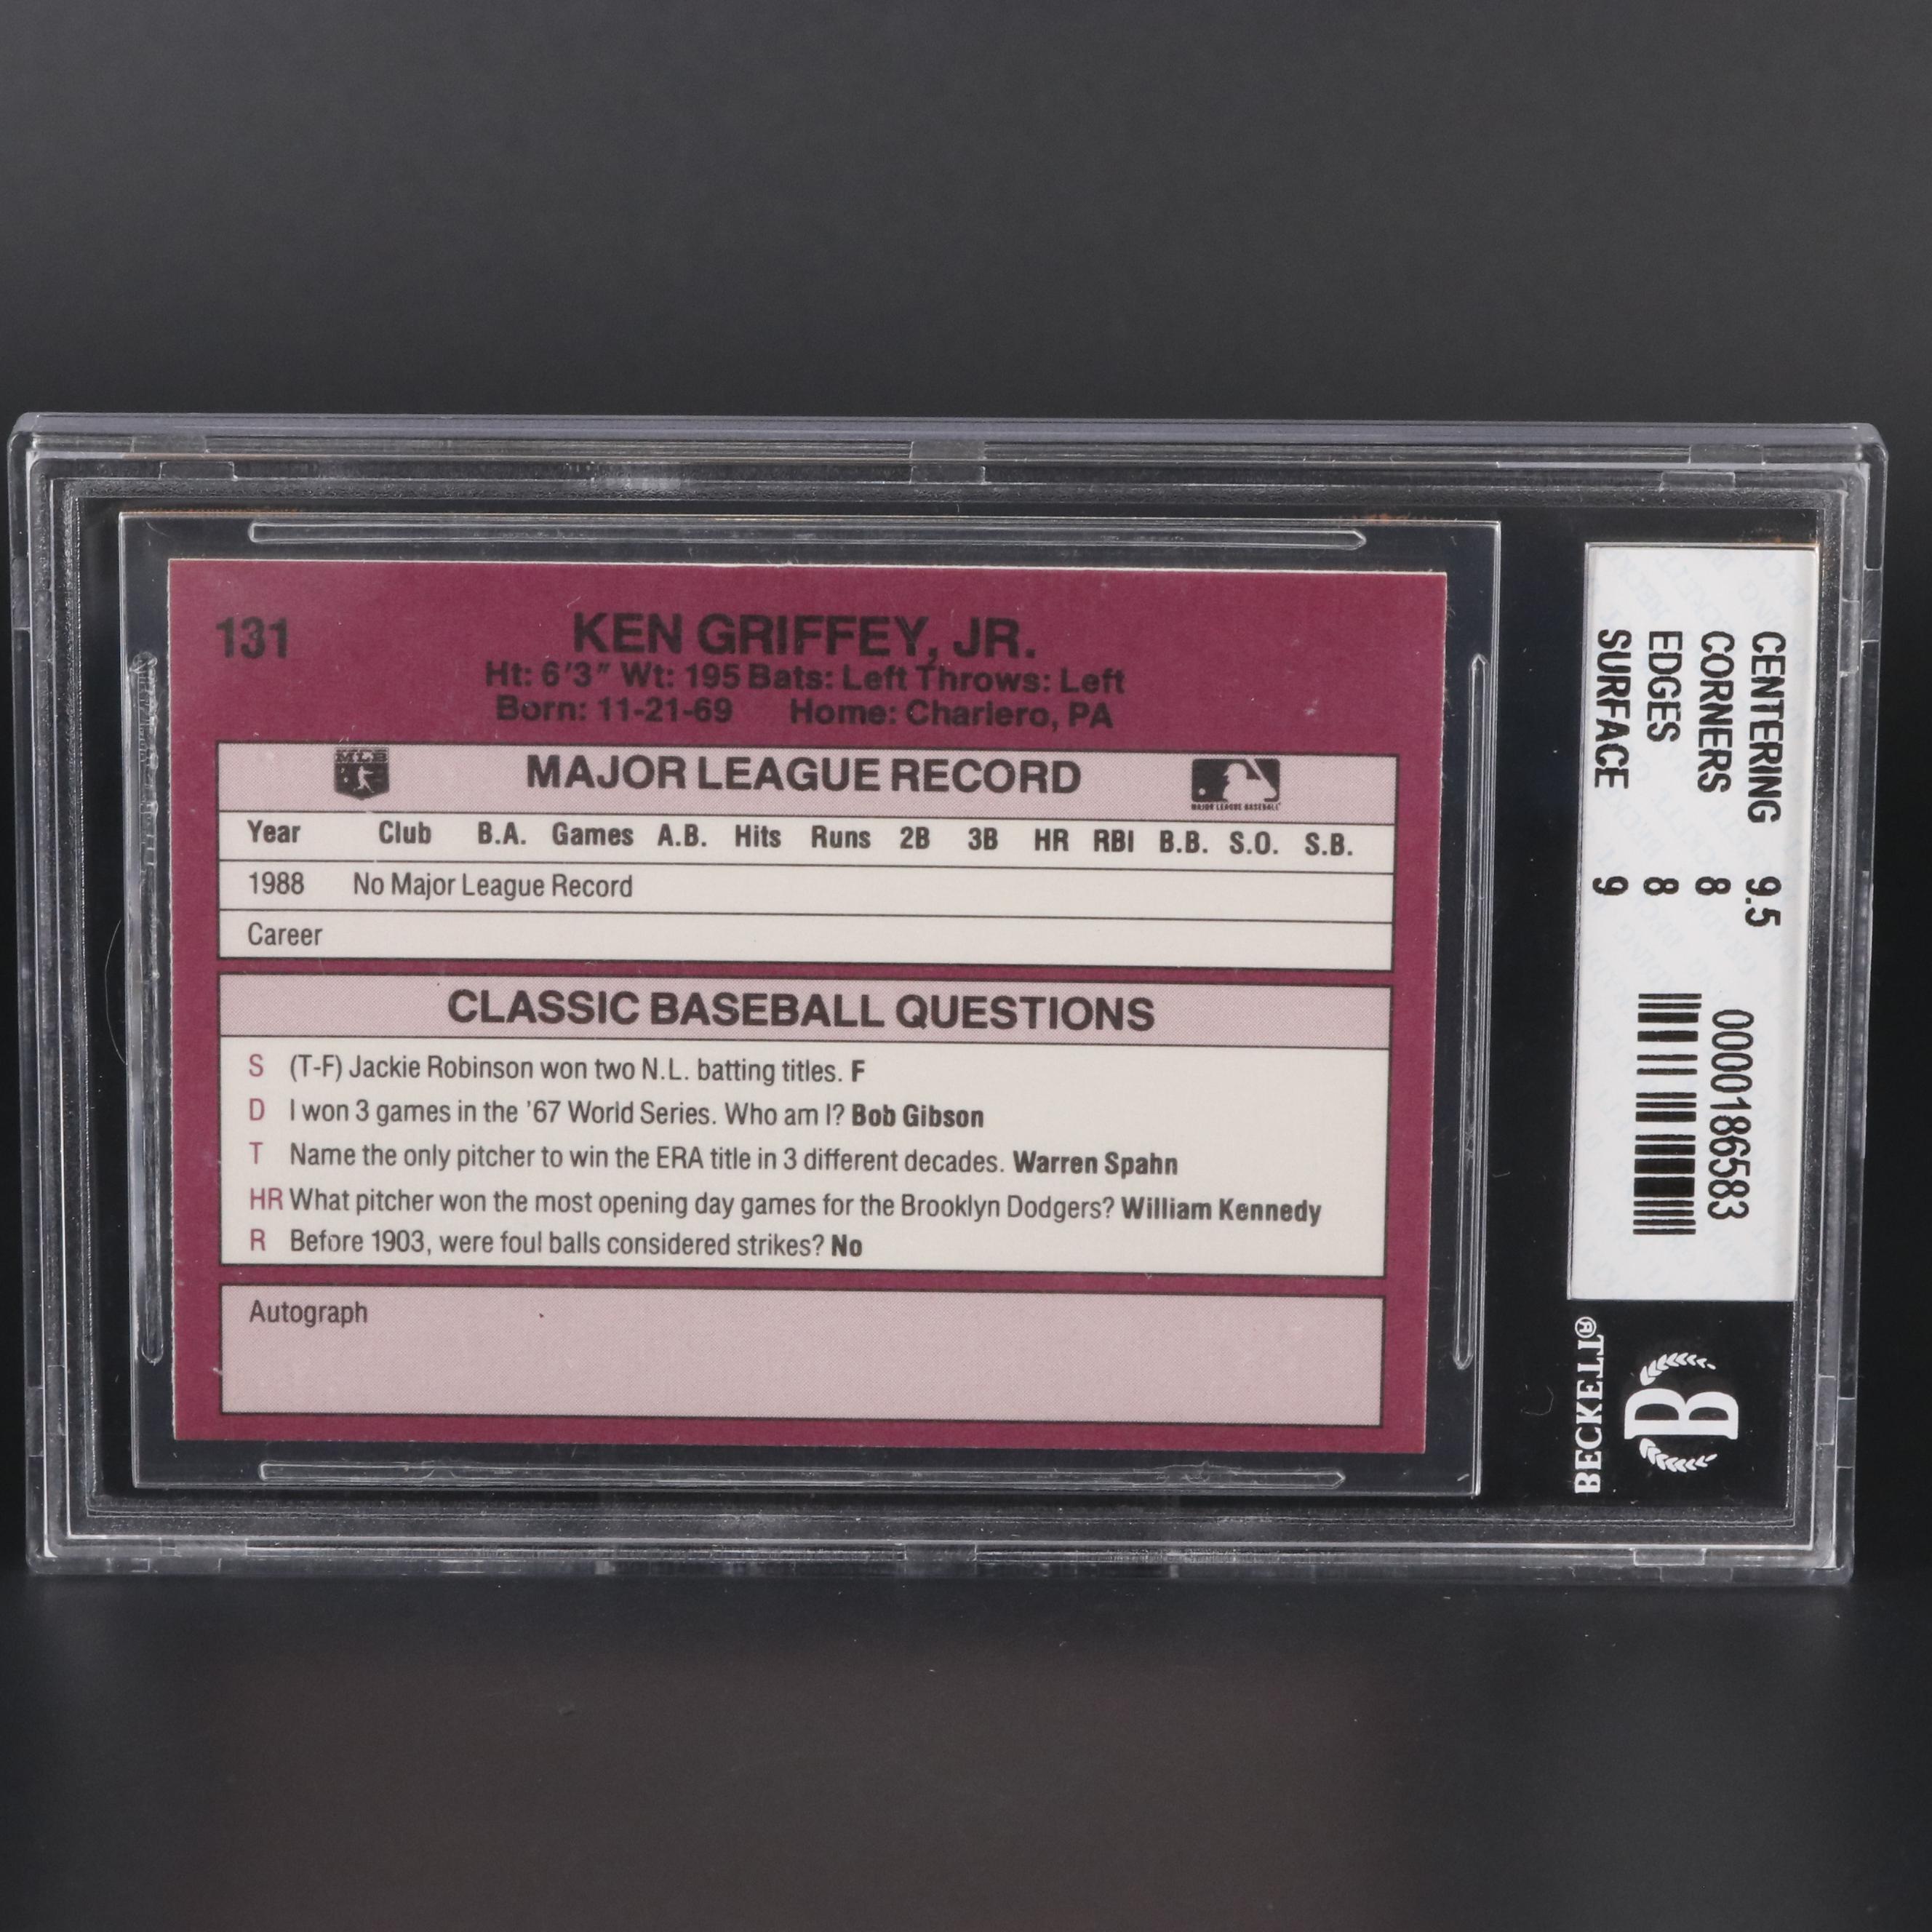 131
KEN GRIFFEY, JR.
Ht: 6'3" Wt: 195 Bats: Left Throws: Left
Born: 11-21-69 Home: Charlero, PA
MLB
MAJOR LEAGUE RECORD
MAJOR LEAGUE BASEBALL
Year Club B.A. Games A.B. Hits Runs 2B 3B HR RBI B.B. S.O. S.B.
1988 No Major League Record
Career
CLASSIC BASEBALL QUESTIONS
S (T-F) Jackie Robinson won two N.L. batting titles. F
D I won 3 games in the '67 World Series. Who am I? Bob Gibson
T Name the only pitcher to win the ERA title in 3 different decades. Warren Spahn
HR What pitcher won the most opening day games for the Brooklyn Dodgers? William Kennedy
R Before 1903, were foul balls considered strikes? No
Autograph
CENTERING 9.5
CORNERS 8
EDGES 8
SURFACE 9
0000186583
B
BECKETT®